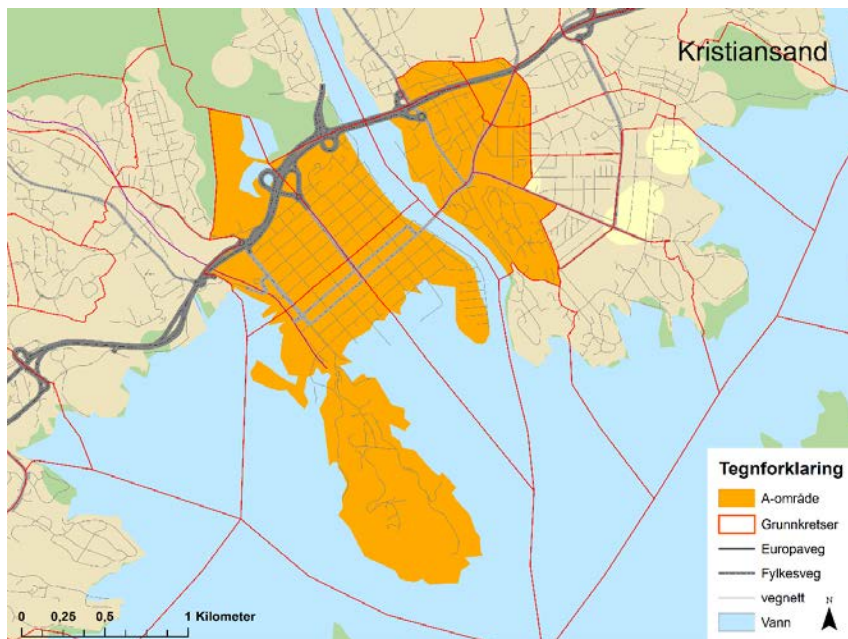 Kristiansand
Tegnforklaring
A-område
Grunnkretser
Europaveg
Fylkesveg
vegnett
Vann
N
0 0,25 0,5 1 Kilometer